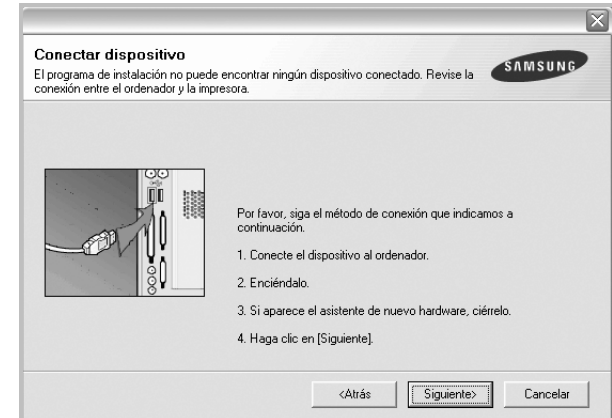 Conectar dispositivo
El programa de instalación no puede encontrar ningún dispositivo conectado. Revise la
conexión entre el ordenador y la impresora.
SAMSUNG
Por favor, siga el método de conexión que indicamos a
continuación.
1. Conecte el dispositivo al ordenador.
2. Enciéndalo.
3. Si aparece el asistente de nuevo hardware, ciérrelo.
4. Haga clic en [Siguiente].
<Atrás
Siguiente>
Cancelar